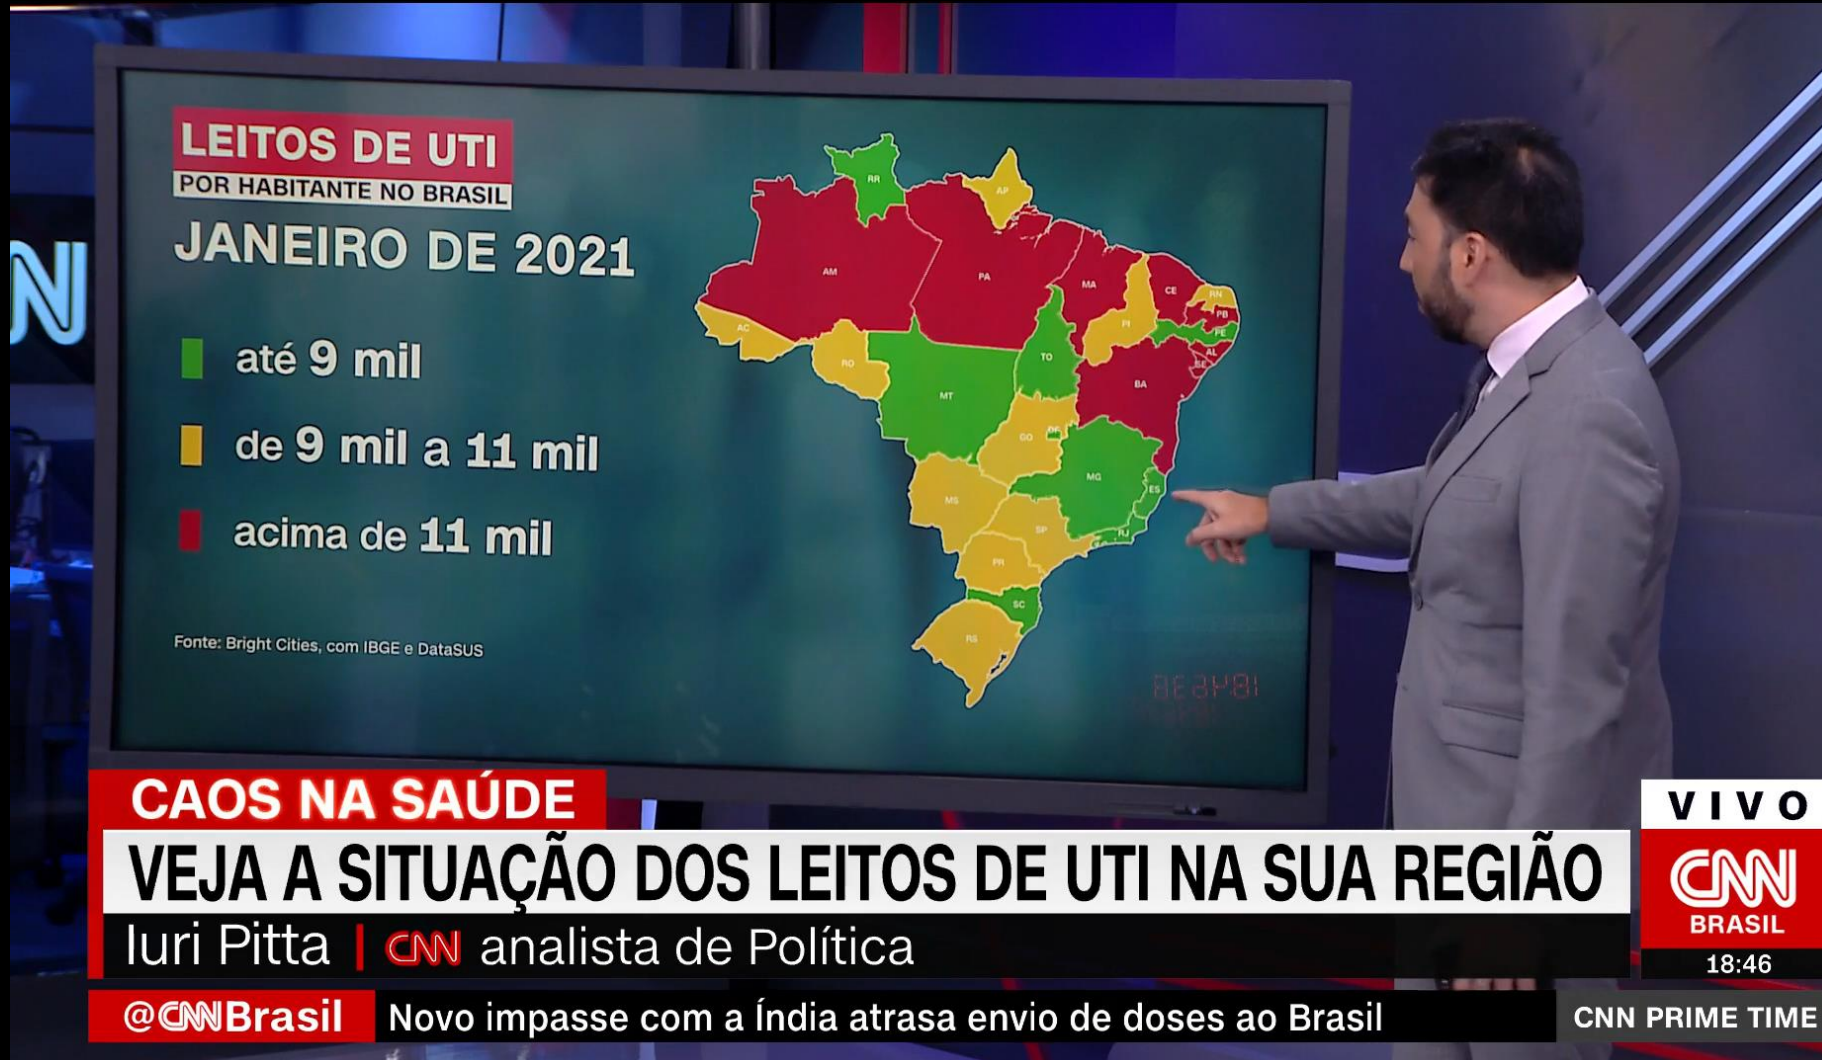 LEITOS DE UTI
POR HABITANTE NO BRASIL
JANEIRO DE 2021
até 9 mil
de 9 mil a 11 mil
acima de 11 mil
Fonte: Bright Cities, com IBGE e DataSUS
RR
AP
AM
PA
MA
CE
RN
PB
PE
AL
SE
PI
AC
RO
TO
BA
MT
GO
DF
MG
ES
MS
SP
RJ
PR
SC
RS
CAOS NA SAÚDE
VEJA A SITUAÇÃO DOS LEITOS DE UTI NA SUA REGIÃO
Iuri Pitta | CNN analista de Política
VIVO
CNN
BRASIL
18:46
@CNNBrasil Novo impasse com a Índia atrasa envio de doses ao Brasil
CNN PRIME TIME